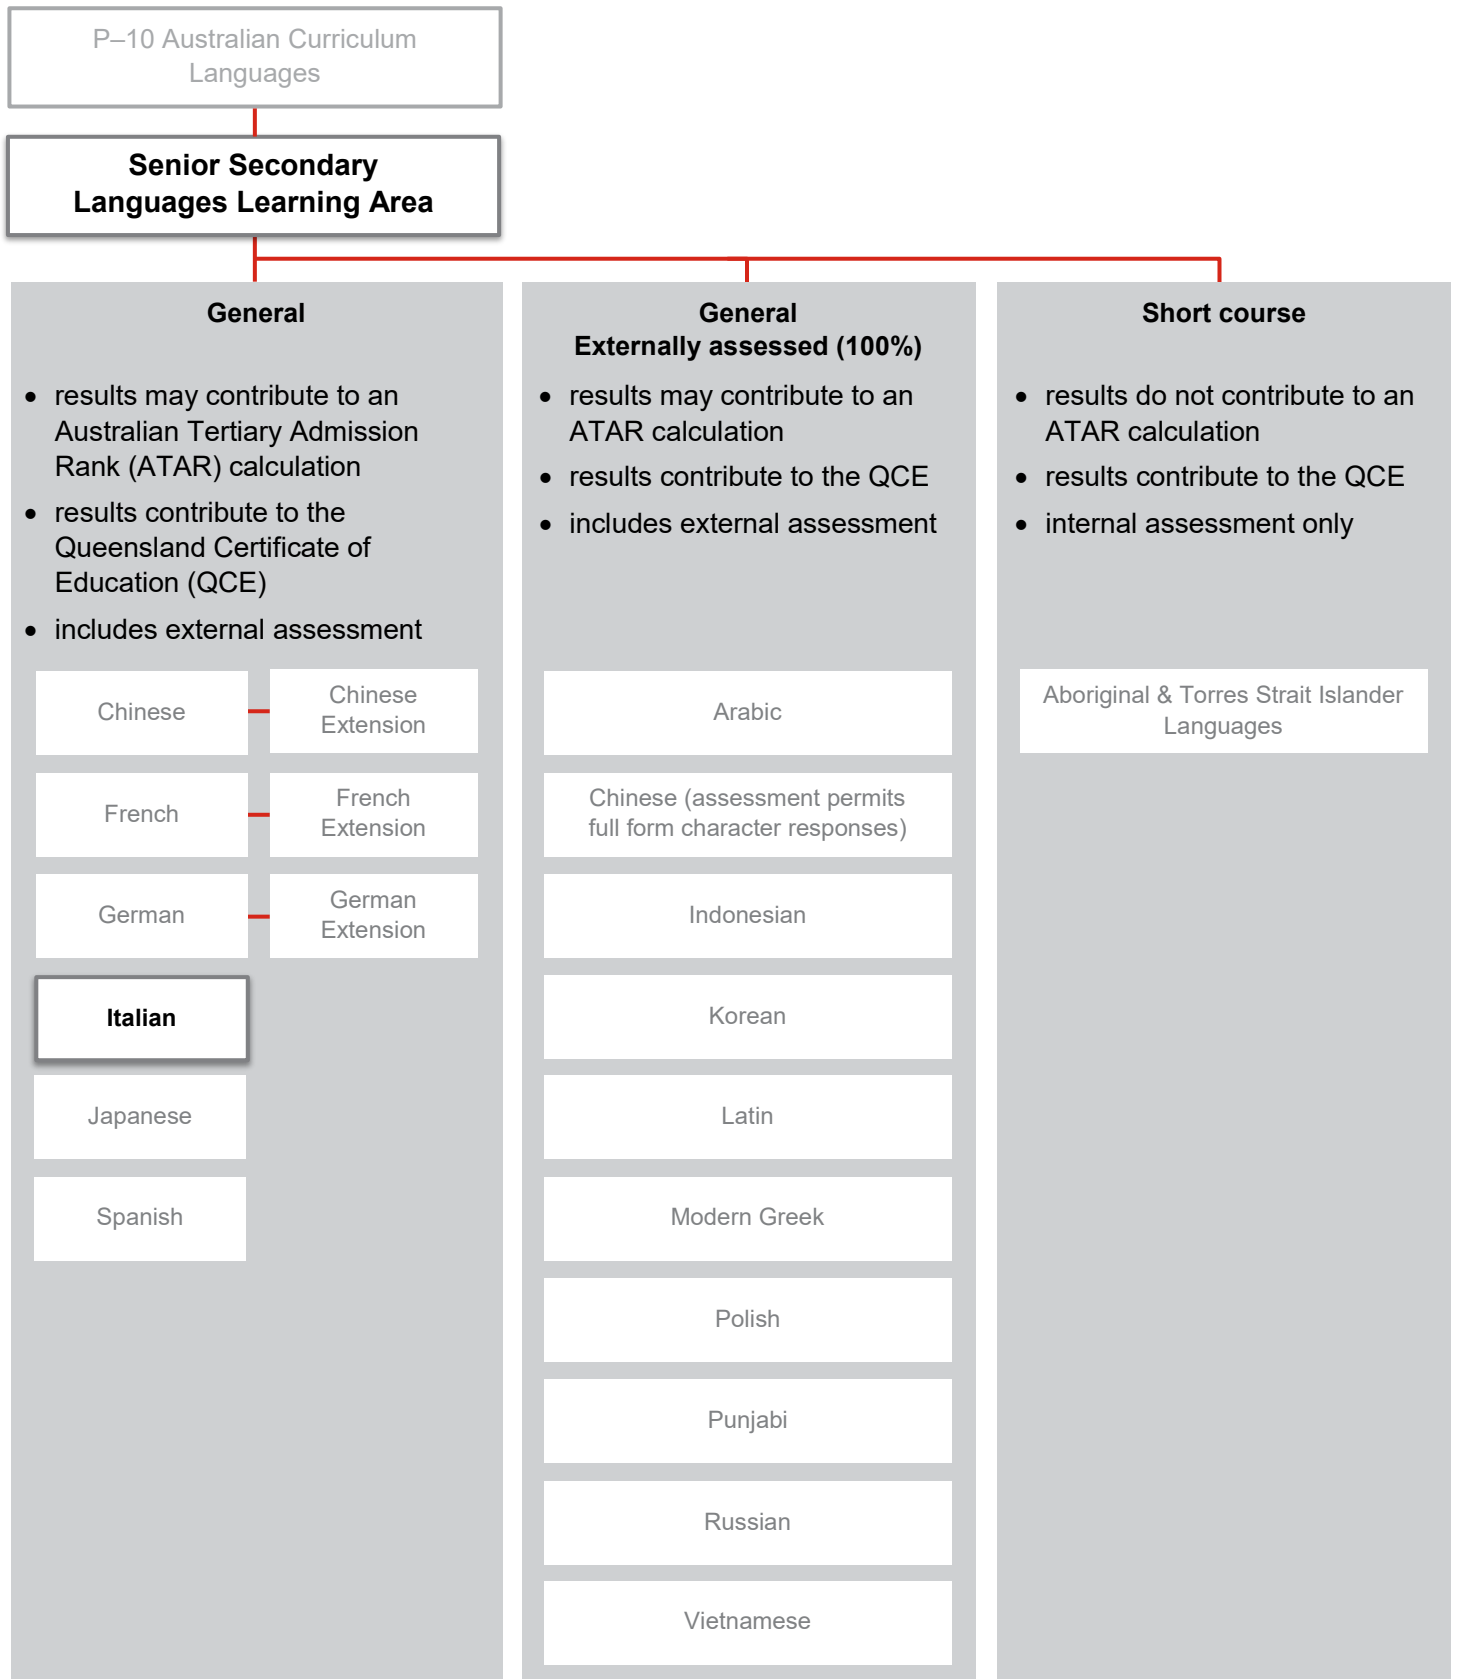 P–10 Australian Curriculum
Languages
Senior Secondary
Languages Learning Area
General
• results may contribute to an
Australian Tertiary Admission
Rank (ATAR) calculation
• results contribute to the
Queensland Certificate of
Education (QCE)
• includes external assessment
Chinese
Chinese
Extension
French
French
Extension
German
German
Extension
Italian
Japanese
Spanish
General
Externally assessed (100%)
• results may contribute to an
ATAR calculation
• results contribute to the QCE
• includes external assessment
Arabic
Chinese (assessment permits
full form character responses)
Indonesian
Korean
Latin
Modern Greek
Polish
Punjabi
Russian
Vietnamese
Short course
• results do not contribute to an
ATAR calculation
• results contribute to the QCE
• internal assessment only
Aboriginal & Torres Strait Islander
Languages